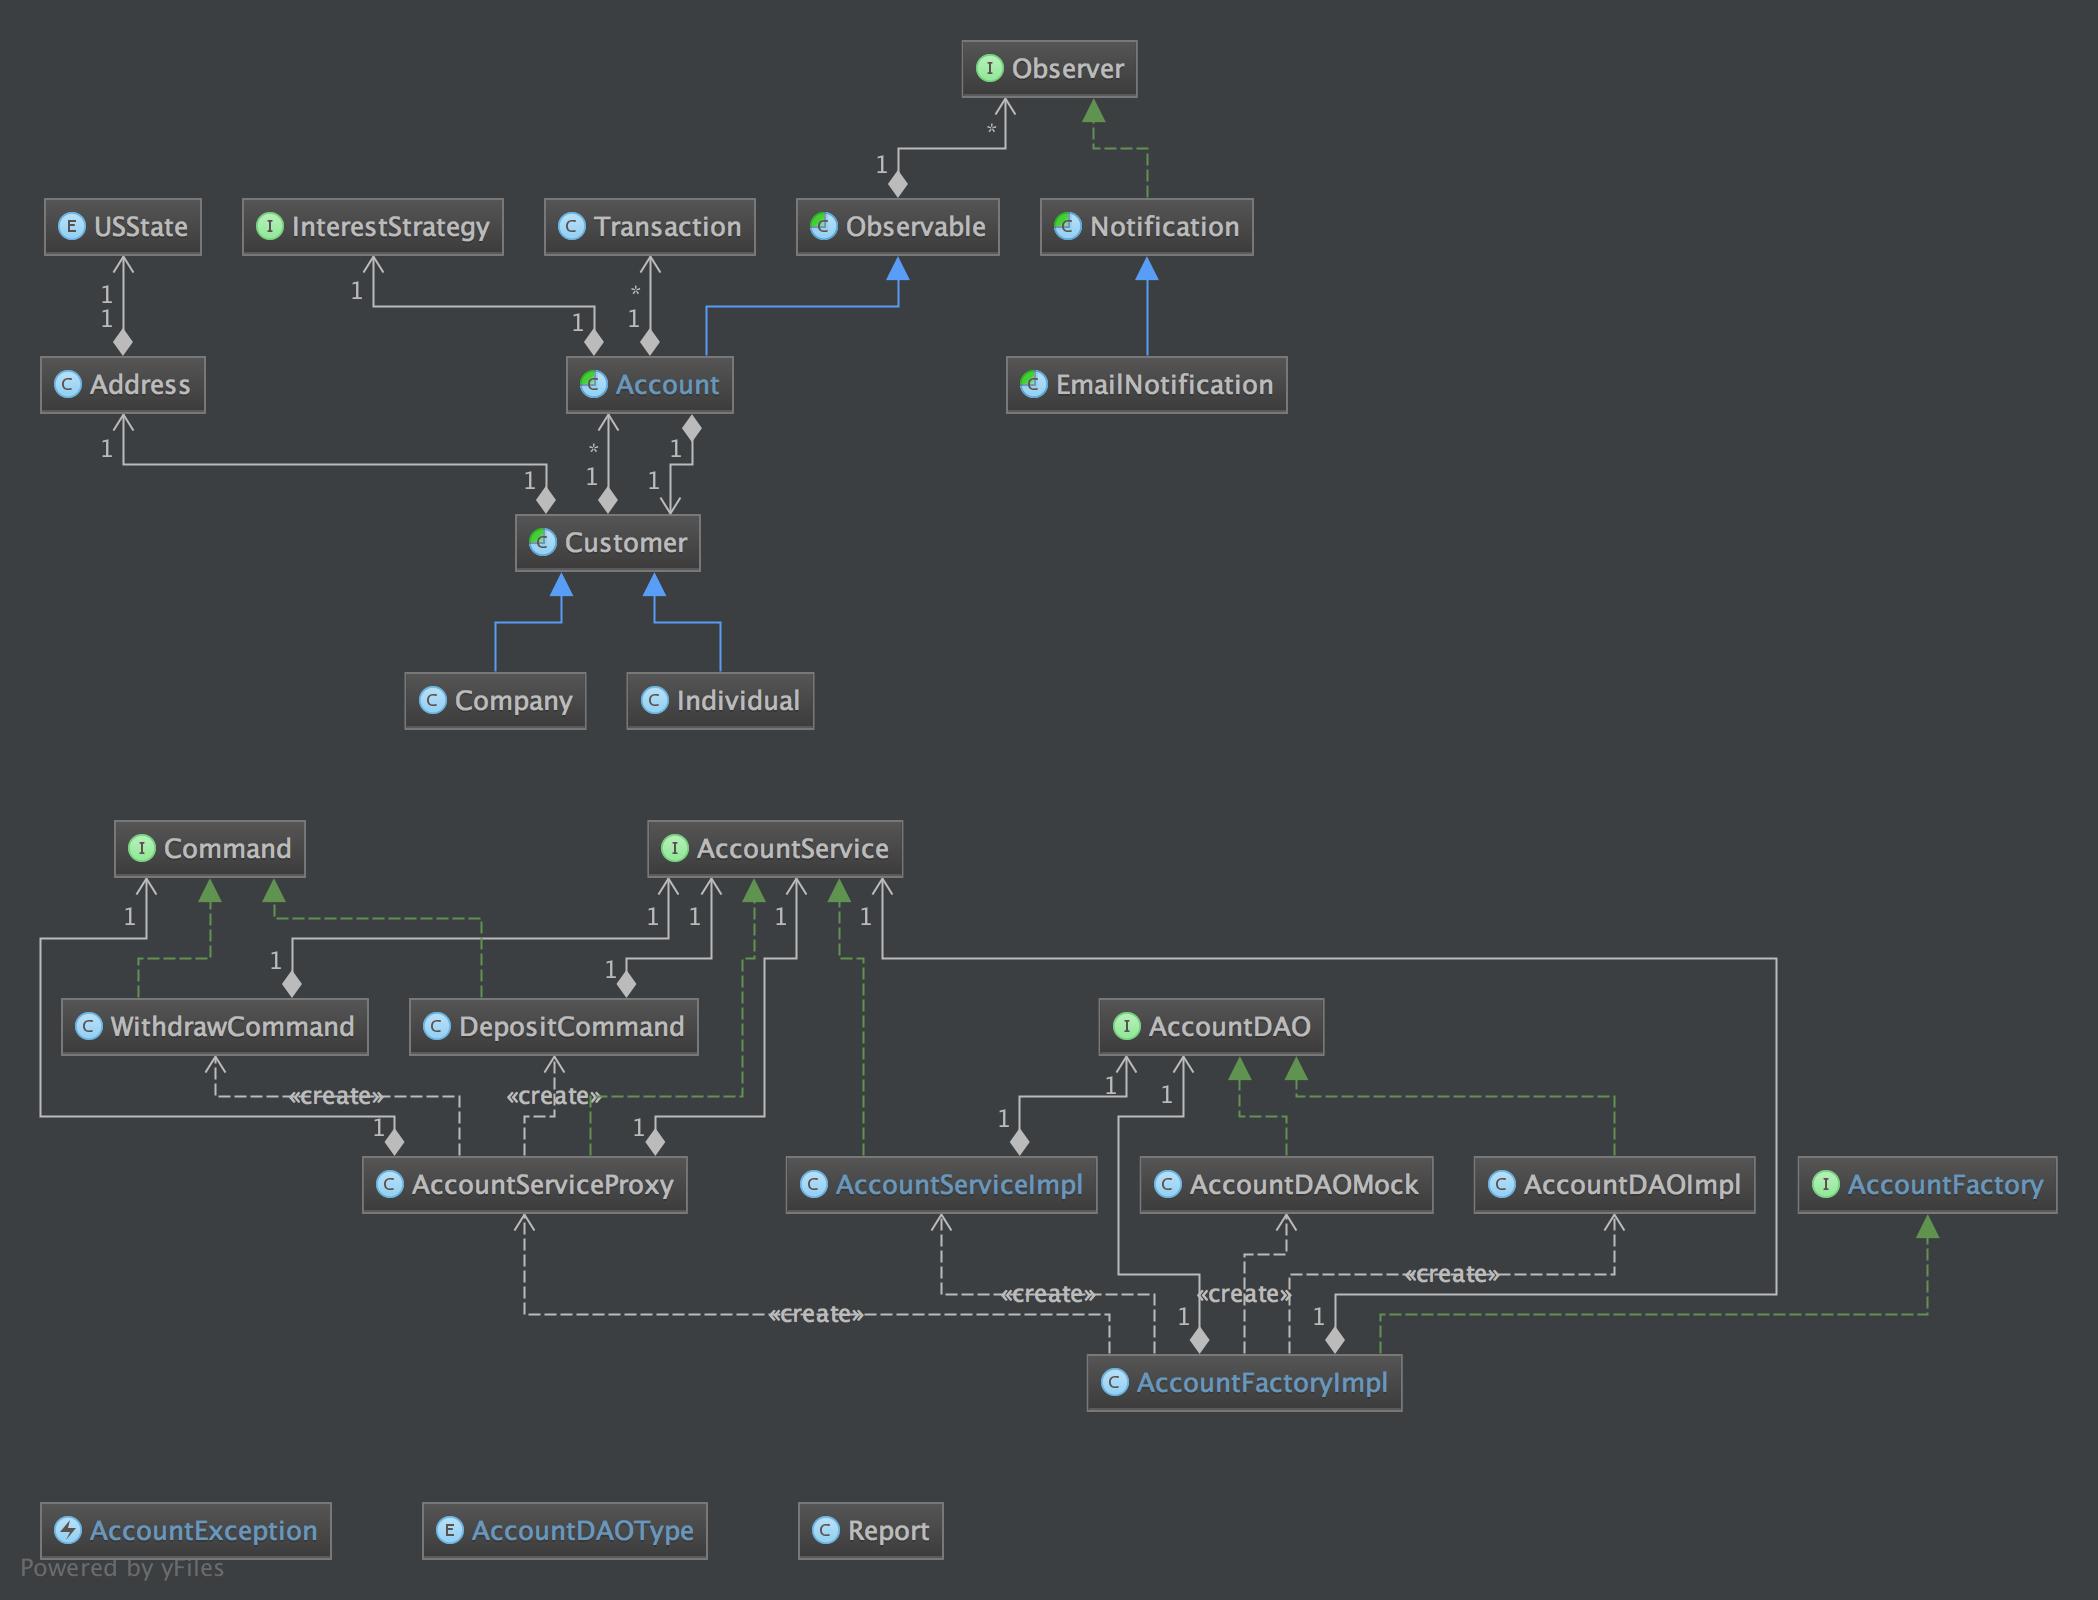 I Observer
*
1
E USState
I InterestStrategy
C Transaction
C Observable
C Notification
1
1
1
1
*
1
C Address
C Account
C EmailNotification
1
1
*
1
1
1
C Customer
C Company
C Individual
I Command
I AccountService
1
1
1
1
1
1
1
C WithdrawCommand
C DepositCommand
I AccountDAO
«create»
«create»
1
1
1
1
1
C AccountServiceProxy
C AccountServiceImpl
C AccountDAOMock
C AccountDAOImpl
I AccountFactory
«create»
«create»
«create»
«create»
1
1
C AccountFactoryImpl
AccountException
E AccountDAOType
C Report
Powered by yFiles